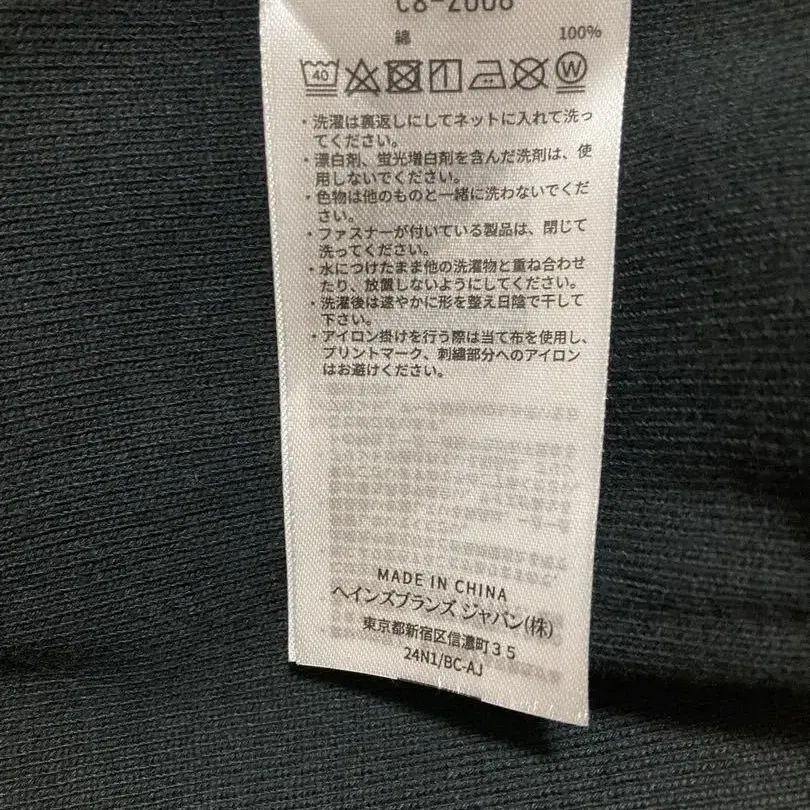 C8-Z006
綿 100%
40 W
・洗濯は裏返しにしてネットに入れて洗っ
てください。
・漂白剤、蛍光増白剤を含んだ洗剤は、使
用しないでください。
・色物は他のものと一緒に洗わないでくだ
さい。
・ファスナーが付いている製品は、閉じて
洗ってください。
・水につけたまま他の洗濯物と重ね合わせ
たり、放置しないようにしてください。
・洗濯後は速やかに形を整え日陰で干して
下さい。
・アイロン掛けを行う際は当て布を使用し、
プリントマーク、刺繍部分へのアイロン
はお避けください。
MADE IN CHINA
ヘインズブランズ ジャパン(株)
東京都新宿区信濃町３５
24N1/BC-AJ